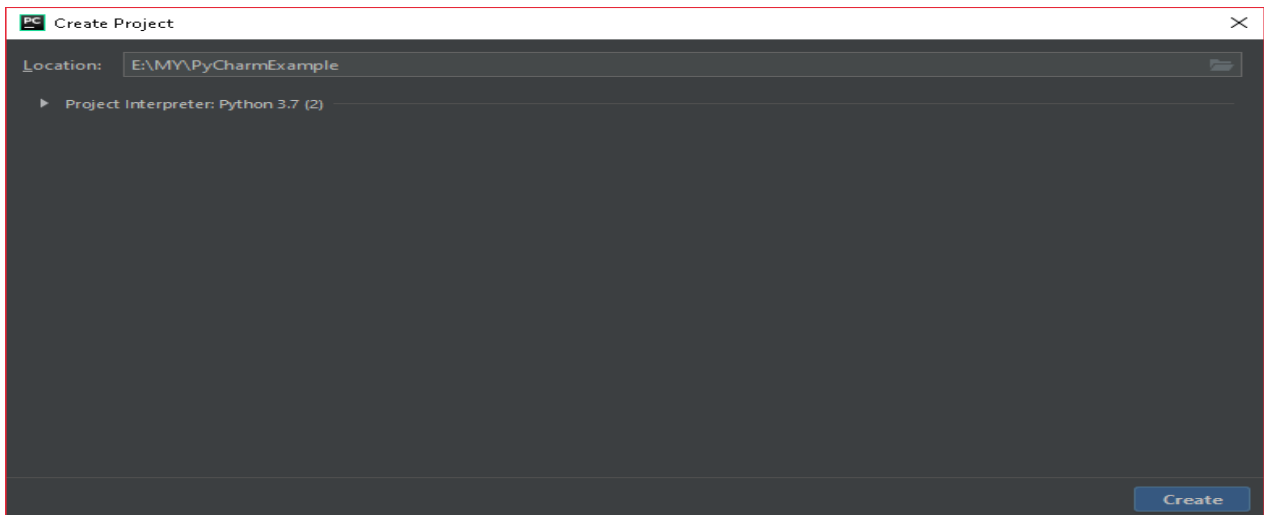 PC Create Project
Location: E:\MY\PyCharmExample
Project Interpreter: Python 3.7 (2)
Create